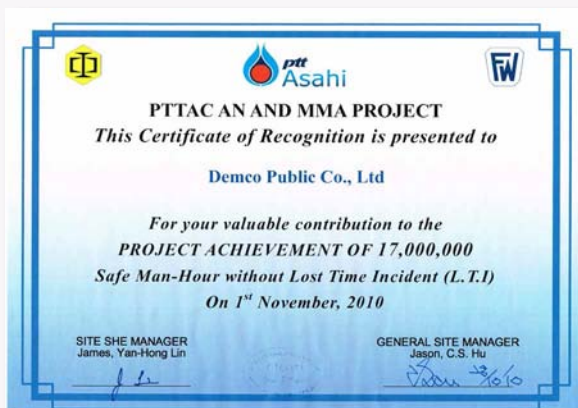 ptt
Asahi
FW
PTTAC AN AND MMA PROJECT
This Certificate of Recognition is presented to
Demco Public Co., Ltd
For your valuable contribution to the
PROJECT ACHIEVEMENT OF 17,000,000
Safe Man-Hour without Lost Time Incident (L.T.I)
On 1st November, 2010
SITE SHE MANAGER
James, Yan-Hong Lin
GENERAL SITE MANAGER
Jason, C.S. Hu